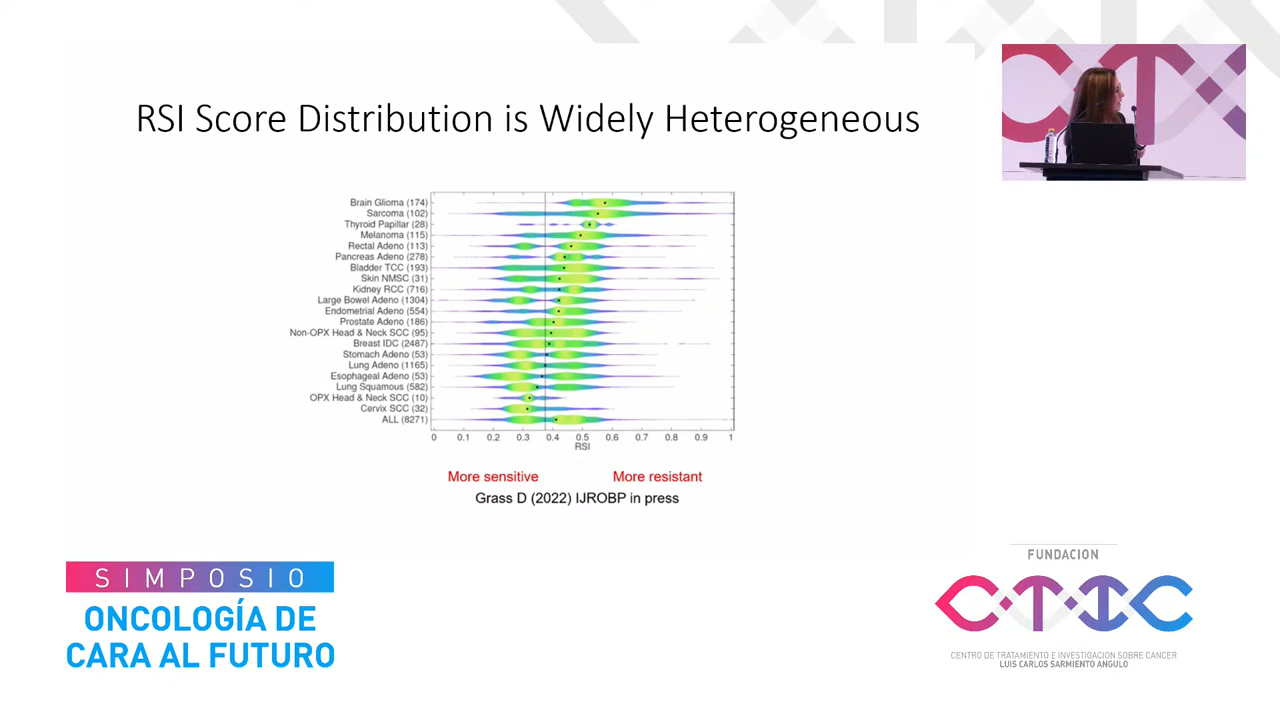 RSI Score Distribution is Widely Heterogeneous
Brain Glioma (174)
Sarcoma (102)
Thyroid Papillar (28)
Melanoma (115)
Rectal Adeno (113)
Pancreas Adeno (278)
Bladder TCC (193)
Skin NMSC (31)
Kidney RCC (716)
Large Bowel Adeno (1304)
Endometrial Adeno (554)
Prostate Adeno (186)
Non-OPX Head & Neck SCC (95)
Breast IDC (2487)
Stomach Adeno (53)
Lung Adeno (1165)
Esophageal Adeno (53)
Lung Squamous (582)
OPX Head & Neck SCC (10)
Cervix SCC (32)
ALL (8271)
0 0.1 0.2 0.3 0.4 0.5 0.6 0.7 0.8 0.9 1
RSI
More sensitive More resistant
Grass D (2022) IJROBP in press
SIMPOSIO
ONCOLOGÍA DE
CARA AL FUTURO
FUNDACION
CTIC
CENTRO DE TRATAMIENTO E INVESTIGACION SOBRE CANCER
LUIS CARLOS SARMIENTO ANGULO